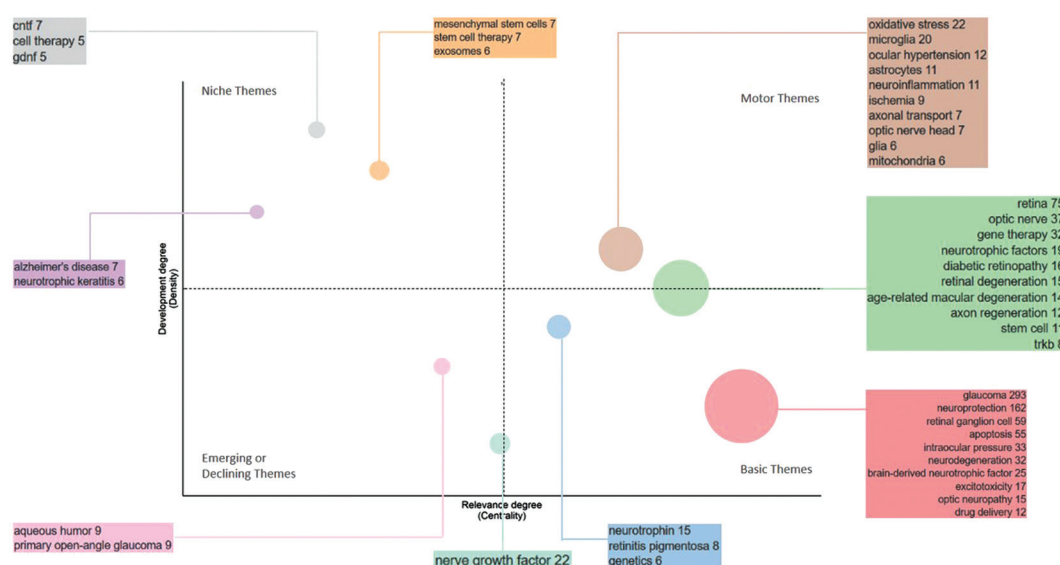 cntf 7
cell therapy 5
gdnf 5
mesenchymal stem cells 7
stem cell therapy 7
exosomes 6
oxidative stress 22
microglia 20
ocular hypertension 12
astrocytes 11
neuroinflammation 11
ischemia 9
axonal transport 7
optic nerve head 7
glia 6
mitochondria 6
Niche Themes
Motor Themes
retina 75
optic nerve 37
gene therapy 32
neurotrophic factors 19
diabetic retinopathy 16
retinal degeneration 15
age-related macular degeneration 14
axon regeneration 12
stem cell 11
trkb 8
alzheimer's disease 7
neurotrophic keratitis 6
Development degree
(Density)
glaucoma 293
neuroprotection 162
retinal ganglion cell 59
apoptosis 55
intraocular pressure 33
neurodegeneration 32
brain-derived neurotrophic factor 25
excitotoxicity 17
optic neuropathy 15
drug delivery 12
Emerging or
Declining Themes
Basic Themes
Relevance degree
(Centrality)
aqueous humor 9
primary open-angle glaucoma 9
nerve growth factor 22
neurotrophin 15
retinitis pigmentosa 8
genetics 6